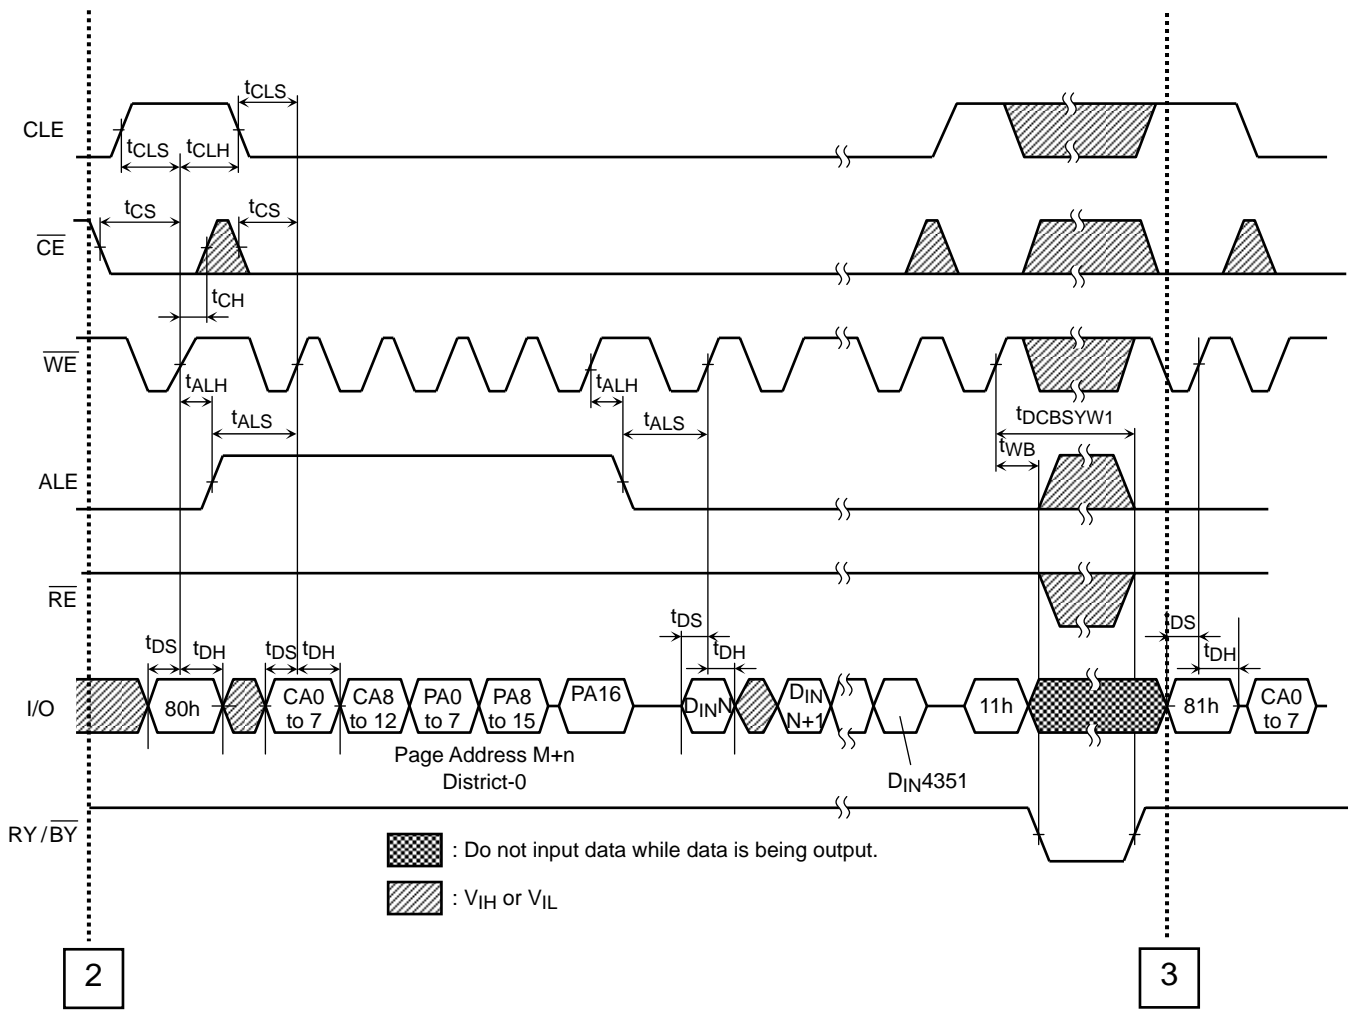 tCLS
CLE
tCLS
tCLH
tCS
tCS
CE
tCH
WE
tALH
tALH
tALS
tALS
tDCBSYW1
tWB
ALE
RE
tDS
tDH
tDS
tDH
tDS
tDH
tDS
tDH
I/O
80h
CA0
to 7
CA8
to 12
PA0
to 7
PA8
to 15
PA16
DINN
DIN
N+1
11h
81h
CA0
to 7
Page Address M+n
District-0
DIN4351
RY/BY
: Do not input data while data is being output.
: VIH or VIL
2
3